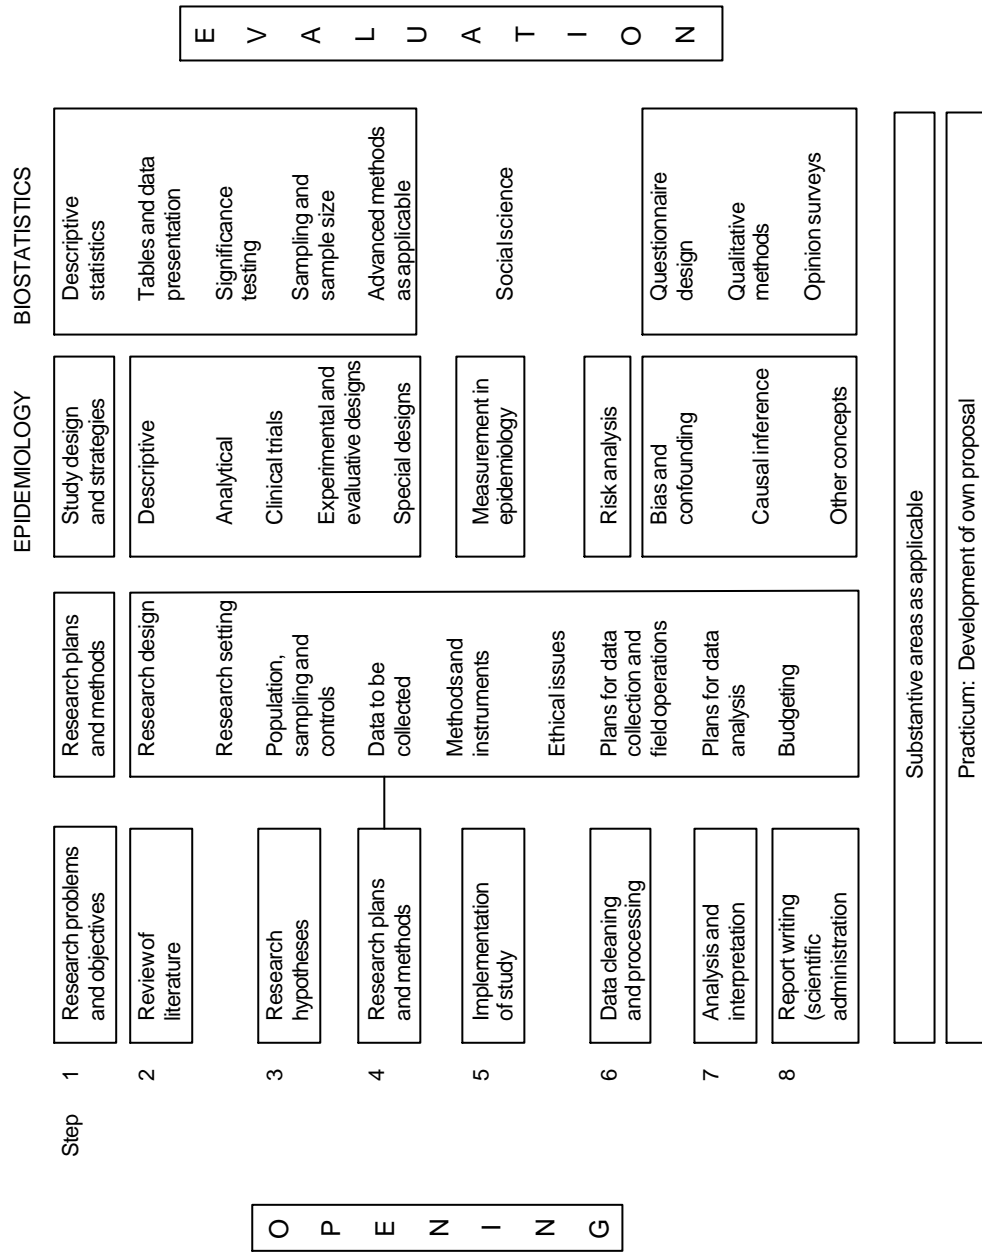 O P E N I N G
Step
1
Research problems
and objectives
2
Review of
literature
3
Research
hypotheses
4
Research plans
and methods
5
Implementation
of study
6
Data cleaning
and processing
7
Analysis and
interpretation
8
Report writing
(scientific
administration
Research plans
and methods
Research design
Research setting
Population,
sampling and
controls
Data to be
collected
Methods and
instruments
Ethical issues
Plans for data
collection and
field operations
Plans for data
analysis
Budgeting
EPIDEMIOLOGY
Study design
and strategies
Descriptive
Analytical
Clinical trials
Experimental and
evaluative designs
Special designs
Measurement in
epidemiology
Risk analysis
Bias and
confounding
Causal inference
Other concepts
BIOSTATISTICS
Descriptive
statistics
Tables and data
presentation
Significance
testing
Sampling and
sample size
Advanced methods
as applicable
Social science
Questionnaire
design
Qualitative
methods
Opinion surveys
Substantive areas as applicable
Practicum: Development of own proposal
E V A L U A T I O N